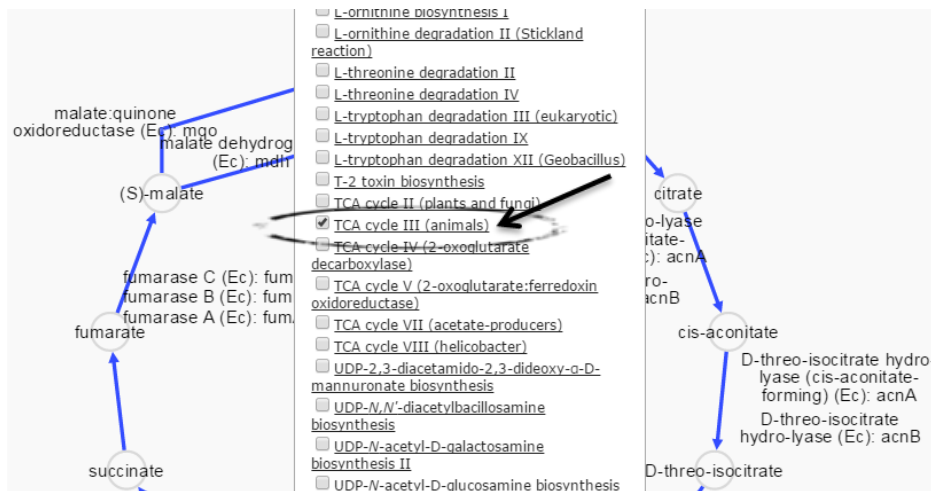 L-ornithine biosynthesis I
L-ornithine degradation II (Stickland
reaction)
L-threonine degradation II
L-threonine degradation IV
L-tryptophan degradation III (eukaryotic)
L-tryptophan degradation IX
L-tryptophan degradation XII (Geobacillus)
T-2 toxin biosynthesis
TCA cycle II (plants and fungi)
TCA cycle III (animals)
TCA cycle IV (2-oxoglutarate
decarboxylase)
TCA cycle V (2-oxoglutarate:ferredoxin
oxidoreductase)
TCA cycle VII (acetate-producers)
TCA cycle VIII (helicobacter)
UDP-2,3-diacetamido-2,3-dideoxy-α-D-
mannuronate biosynthesis
UDP-N,N'-diacetylbacillosamine
biosynthesis
UDP-N-acetyl-D-galactosamine
biosynthesis II
UDP-N-acetyl-D-glucosamine biosynthesis
malate:quinone
oxidoreductase (Ec): mqo
malate dehydrog
(Ec): mdh
(S)-malate
fumarase C (Ec): fum
fumarase B (Ec): fum
fumarase A (Ec): fum
fumarate
succinate
citrate
o-lyase
itate-
c): acnA
ro-
acnB
cis-aconitate
D-threo-isocitrate hydro-
lyase (cis-aconitate-
forming) (Ec): acnA
D-threo-isocitrate
hydro-lyase (Ec): acnB
D-threo-isocitrate